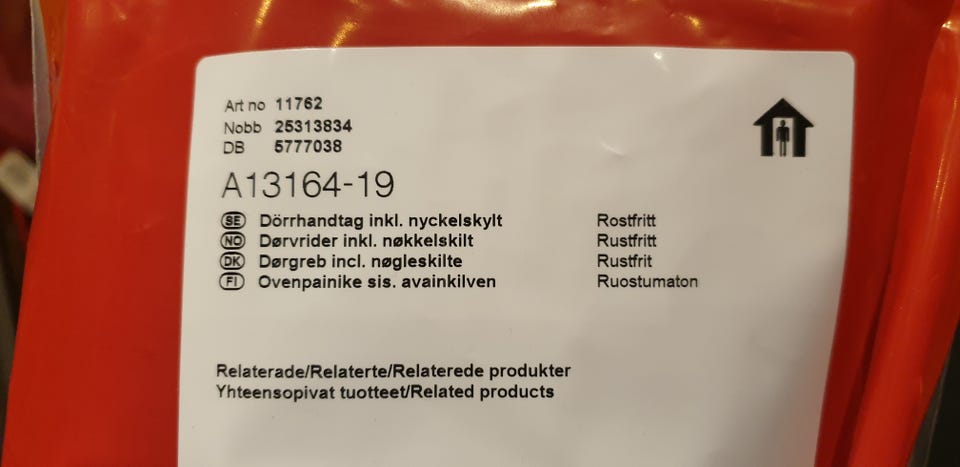 Art no 11762
Nobb 25313834
DB 5777038
A13164-19
SE Dörrhandtag inkl. nyckelskylt Rostfritt
NO Dørvrider inkl. nøkkelskilt Rustfritt
DK Dørgreb incl. nøgleskilte Rustfrit
FI Ovenpainike sis. avainkilven Ruostumaton
Relaterade/Relaterte/Relaterede produkter
Yhteensopivat tuotteet/Related products